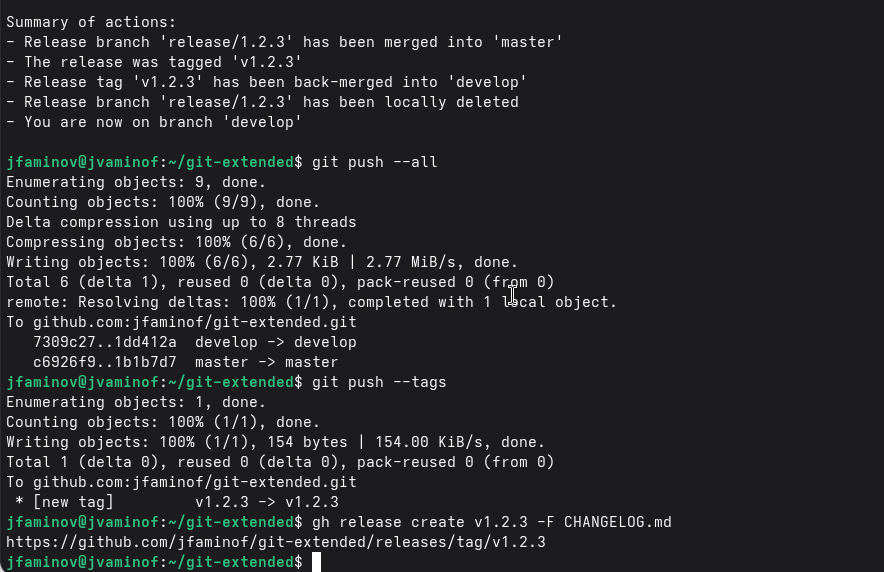 Summary of actions:
- Release branch 'release/1.2.3' has been merged into 'master'
- The release was tagged 'v1.2.3'
- Release tag 'v1.2.3' has been back-merged into 'develop'
- Release branch 'release/1.2.3' has been locally deleted
- You are now on branch 'develop'

jfaminov@jvaminof:~/git-extended$ git push --all
Enumerating objects: 9, done.
Counting objects: 100% (9/9), done.
Delta compression using up to 8 threads
Compressing objects: 100% (6/6), done.
Writing objects: 100% (6/6), 2.77 KiB | 2.77 MiB/s, done.
Total 6 (delta 1), reused 0 (delta 0), pack-reused 0 (from 0)
remote: Resolving deltas: 100% (1/1), completed with 1 local object.
To github.com:jfaminof/git-extended.git
   7309c27..1dd412a  develop -> develop
   c6926f9..1b1b7d7  master -> master
jfaminov@jvaminof:~/git-extended$ git push --tags
Enumerating objects: 1, done.
Counting objects: 100% (1/1), done.
Writing objects: 100% (1/1), 154 bytes | 154.00 KiB/s, done.
Total 1 (delta 0), reused 0 (delta 0), pack-reused 0 (from 0)
To github.com:jfaminof/git-extended.git
 * [new tag]         v1.2.3 -> v1.2.3
jfaminov@jvaminof:~/git-extended$ gh release create v1.2.3 -F CHANGELOG.md
https://github.com/jfaminof/git-extended/releases/tag/v1.2.3
jfaminov@jvaminof:~/git-extended$